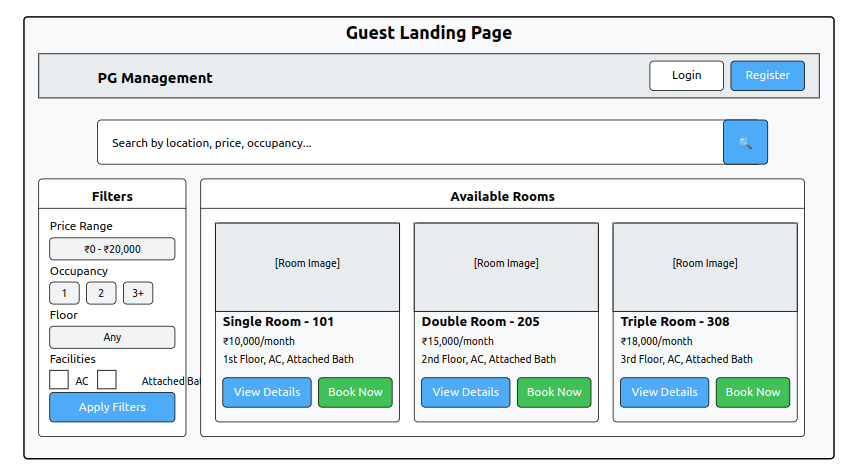 Guest Landing Page
PG Management
Login
Register
Search by location, price, occupancy...
Filters
Price Range
₹0 - ₹20,000
Occupancy
1 2 3+
Floor
Any
Facilities
AC Attached Bat
Apply Filters
Available Rooms
[Room Image]
Single Room - 101
₹10,000/month
1st Floor, AC, Attached Bath
View Details Book Now
[Room Image]
Double Room - 205
₹15,000/month
2nd Floor, AC, Attached Bath
View Details Book Now
[Room Image]
Triple Room - 308
₹18,000/month
3rd Floor, AC, Attached Bath
View Details Book Now